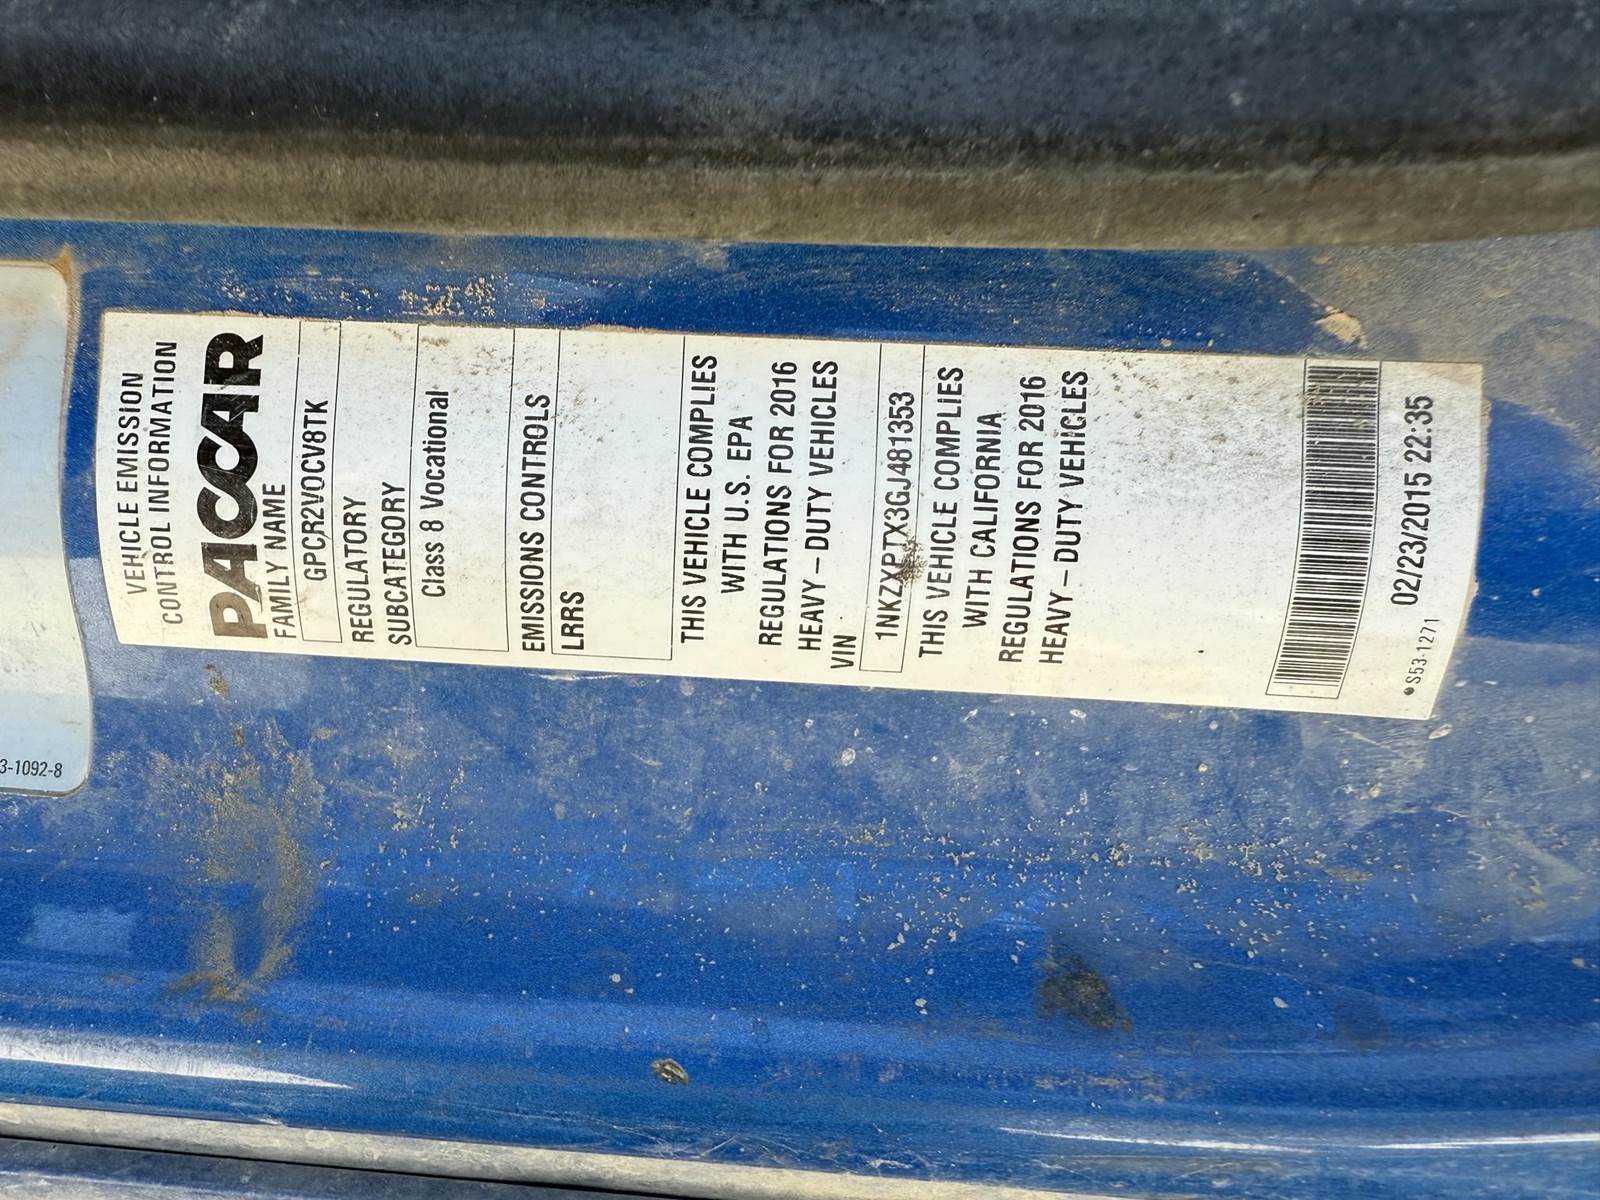 VEHICLE EMISSION
CONTROL INFORMATION
PACCAR
FAMILY NAME
GPCR2VOCV8TK
REGULATORY
SUBCATEGORY
Class 8 Vocational
EMISSIONS CONTROLS
LRRS
THIS VEHICLE COMPLIES
WITH U.S. EPA
REGULATIONS FOR 2016
HEAVY – DUTY VEHICLES
VIN
1NKZXPTX3GJ481353
THIS VEHICLE COMPLIES
WITH CALIFORNIA
REGULATIONS FOR 2016
HEAVY – DUTY VEHICLES
02/23/2015 22:35
• S53-1271
3-1092-8